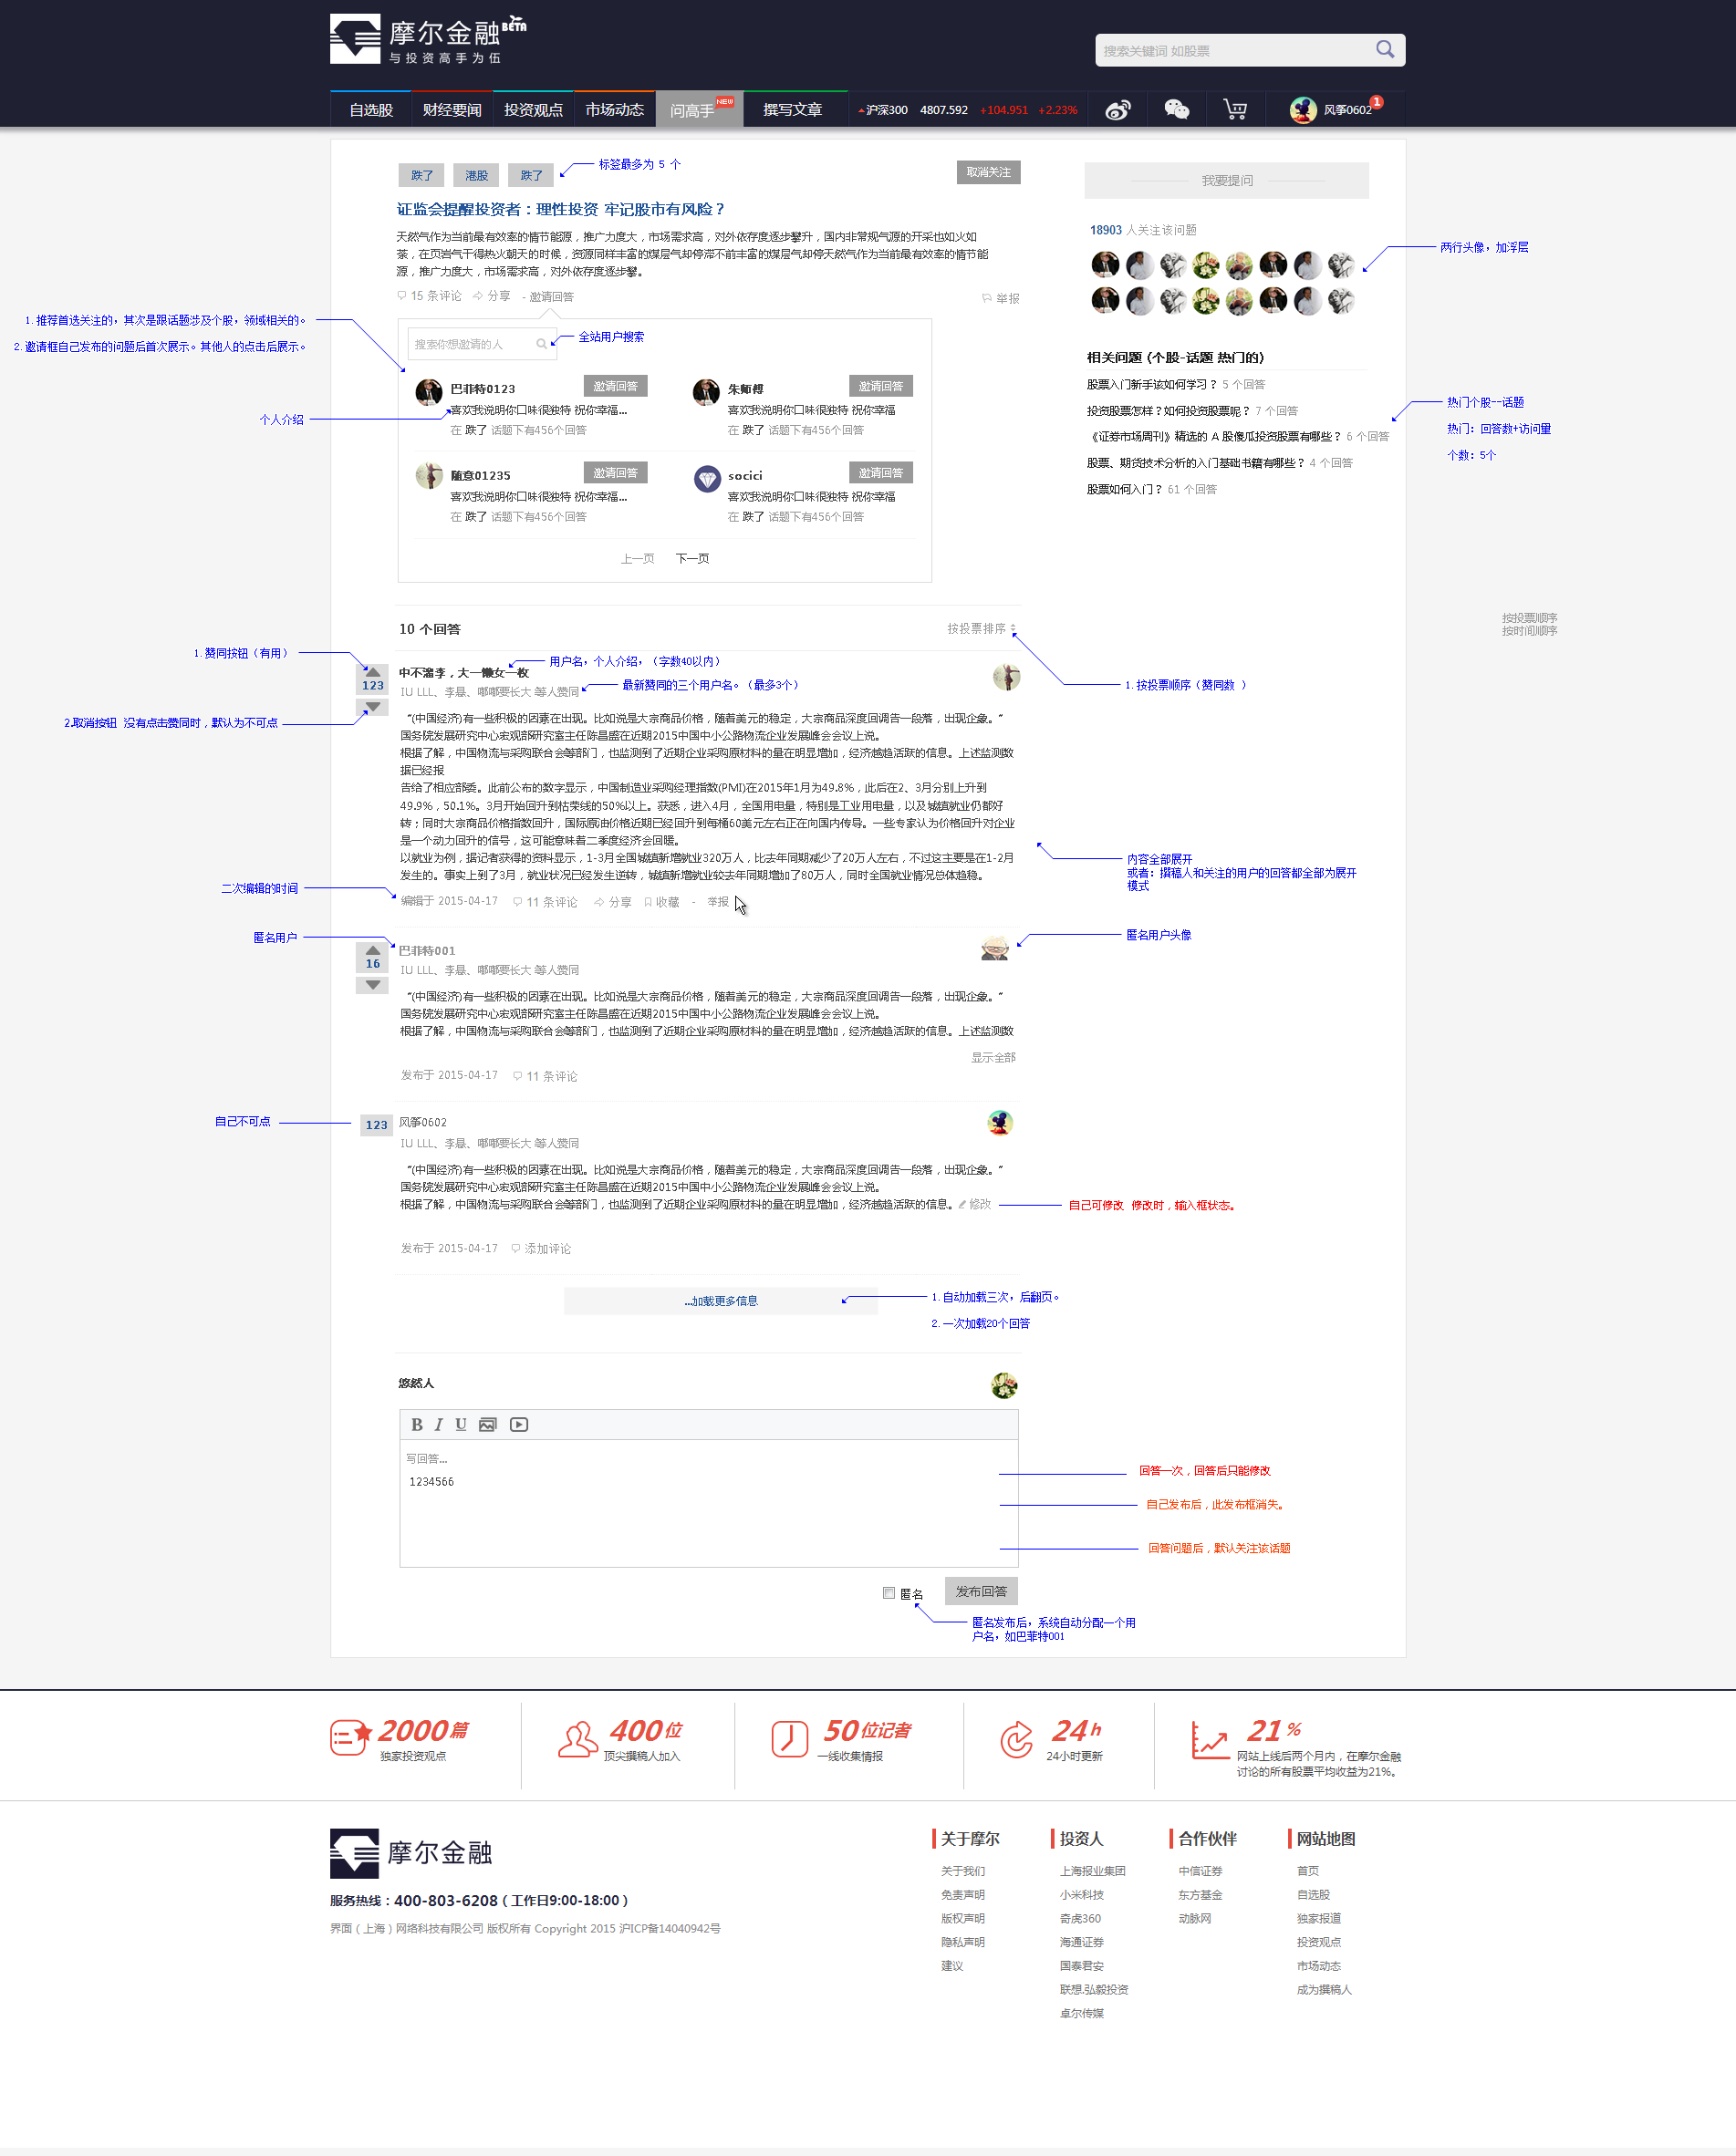 摩尔金融BETA
与投资高手为伍
搜索关键词 如股票
自选股 财经要闻 投资观点 市场动态 问高手 NEW 撰写文章 沪深300 4807.592 +104.951 +2.23% 风筝0602 1
跌了 港股 跌了
标签最多为 5 个
取消关注
我要提问
证监会提醒投资者：理性投资 牢记股市有风险？
18903 人关注该问题
天然气作为当前最有效率的情节能源，推广力度大，市场需求高，对外依存度逐步攀升，国内非常规气源的开采也如火如
荼，在页岩气干得热火朝天的时候，资源同样丰富的煤层气却停滞不前丰富的煤层气却停天然气作为当前最有效率的情节能
源，推广力度大，市场需求高，对外依存度逐步攀。
两行头像，加浮层
15 条评论 分享 - 邀请回答
举报
1.推荐首选关注的，其次是跟话题涉及个股，领域相关的。
2.邀请框自己发布的问题后首次展示。其他人的点击后展示。
搜索你想邀请的人
全站用户搜索
相关问题 (个股-话题 热门的)
股票入门新手该如何学习？ 5 个回答
投资股票怎样？如何投资股票呢？ 7 个回答
《证券市场周刊》精选的 A 股傻瓜投资股票有哪些？ 6 个回答
股票、期货技术分析的入门基础书籍有哪些？ 4 个回答
股票如何入门？ 61 个回答
热门个股--话题
热门：回答数+访问量
个数：5个
个人介绍
巴菲特0123 邀请回答
喜欢我说明你口味很独特 祝你幸福...
在 跌了 话题下有456个回答
朱师傅 邀请回答
喜欢我说明你口味很独特 祝你幸福
在 跌了 话题下有456个回答
随意01235 邀请回答
喜欢我说明你口味很独特 祝你幸福...
在 跌了 话题下有456个回答
socici 邀请回答
喜欢我说明你口味很独特 祝你幸福
在 跌了 话题下有456个回答
上一页 下一页
按投票顺序
按时间顺序
10 个回答
按投票排序
1.赞同按钮（有用）
123
2.取消按钮 没有点击赞同时，默认为不可点
中不溜李，大一懒女一枚
用户名，个人介绍，（字数40以内）
IU LLL、李悬、嘟嘟要长大 等人赞同
最新赞同的三个用户名。（最多3个）
1.按投票顺序（赞同数 ）
“(中国经济)有一些积极的因素在出现。比如说是大宗商品价格，随着美元的稳定，大宗商品深度回调告一段落，出现企象。”
国务院发展研究中心宏观部研究室主任陈昌盛在近期2015中国中小公路物流企业发展峰会会议上说。
根据了解，中国物流与采购联合会等部门，也监测到了近期企业采购原材料的量在明显增加，经济越趋活跃的信息。上述监测数
据已经报
告给了相应部委。此前公布的数字显示，中国制造业采购经理指数(PMI)在2015年1月为49.8%，此后在2、3月分别上升到
49.9%，50.1%。3月开始回升到枯荣线的50%以上。获悉，进入4月，全国用电量，特别是工业用电量，以及城镇就业仍都好
转；同时大宗商品价格指数回升，国际原油价格近期已经回升到每桶60美元左右正在向国内传导。一些专家认为价格回升对企业
是一个动力回升的信号，这可能意味着二季度经济会回暖。
以就业为例，据记者获得的资料显示，1-3月全国城镇新增就业320万人，比去年同期减少了20万人左右，不过这主要是在1-2月
发生的。事实上到了3月，就业状况已经发生逆转，城镇新增就业较去年同期增加了80万人，同时全国就业情况总体趋稳。
内容全部展开
或者：撰稿人和关注的用户的回答都全部为展开
模式
二次编辑的时间
编辑于 2015-04-17 11 条评论 分享 收藏 - 举报
匿名用户
匿名用户头像
16
巴菲特001
IU LLL、李悬、嘟嘟要长大 等人赞同
“(中国经济)有一些积极的因素在出现。比如说是大宗商品价格，随着美元的稳定，大宗商品深度回调告一段落，出现企象。”
国务院发展研究中心宏观部研究室主任陈昌盛在近期2015中国中小公路物流企业发展峰会会议上说。
根据了解，中国物流与采购联合会等部门，也监测到了近期企业采购原材料的量在明显增加，经济越趋活跃的信息。上述监测数
显示全部
发布于 2015-04-17 11 条评论
自己不可点
123
风筝0602
IU LLL、李悬、嘟嘟要长大 等人赞同
“(中国经济)有一些积极的因素在出现。比如说是大宗商品价格，随着美元的稳定，大宗商品深度回调告一段落，出现企象。”
国务院发展研究中心宏观部研究室主任陈昌盛在近期2015中国中小公路物流企业发展峰会会议上说。
根据了解，中国物流与采购联合会等部门，也监测到了近期企业采购原材料的量在明显增加，经济越趋活跃的信息。 修改
自己可修改 修改时，输入框状态。
发布于 2015-04-17 添加评论
...加载更多信息
1.自动加载三次，后翻页。
2.一次加载20个回答
悠然人
B I U
写回答...
1234566
回答一次，回答后只能修改
自己发布后，此发布框消失。
回答问题后，默认关注该话题
匿名 发布回答
匿名发布后，系统自动分配一个用
户名，如巴菲特001
2000篇
独家投资观点
400位
顶尖撰稿人加入
50位记者
一线收集情报
24h
24小时更新
21%
网站上线后两个月内，在摩尔金融
讨论的所有股票平均收益为21%。
摩尔金融
服务热线：400-803-6208（工作日9:00-18:00）
界面（上海）网络科技有限公司 版权所有 Copyright 2015 沪ICP备14040942号
关于摩尔
关于我们
免责声明
版权声明
隐私声明
建议
投资人
上海报业集团
小米科技
奇虎360
海通证券
国泰君安
联想.弘毅投资
卓尔传媒
合作伙伴
中信证券
东方基金
动脉网
网站地图
首页
自选股
独家报道
投资观点
市场动态
成为撰稿人